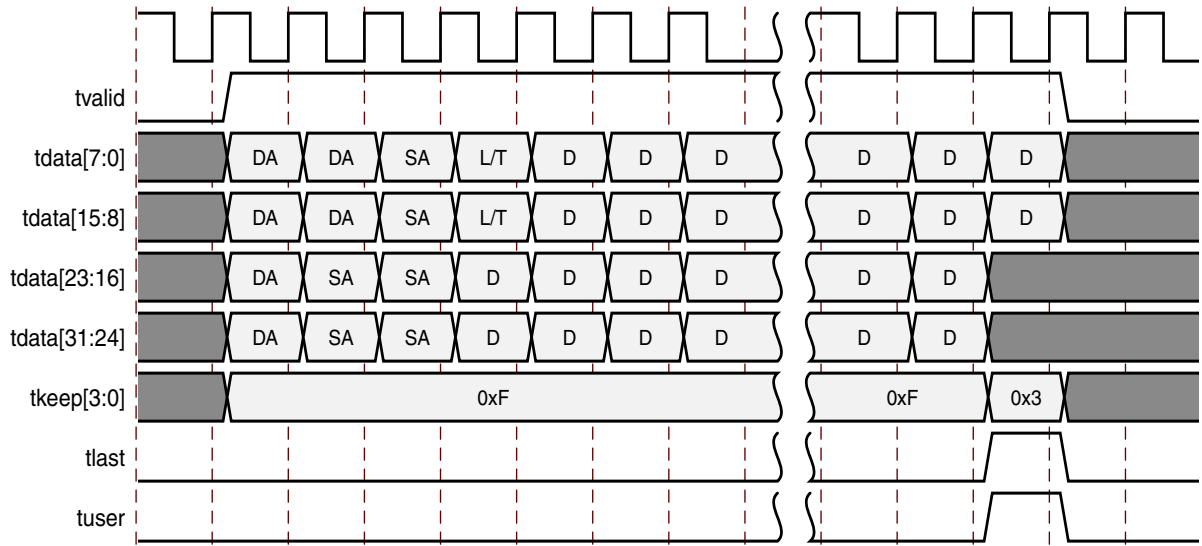 tvalid
tdata[7:0] DA DA SA L/T D D D D D D
tdata[15:8] DA DA SA L/T D D D D D D
tdata[23:16] DA SA SA D D D D D D
tdata[31:24] DA SA SA D D D D D D
tkeep[3:0] 0xF 0xF 0x3
tlast
tuser